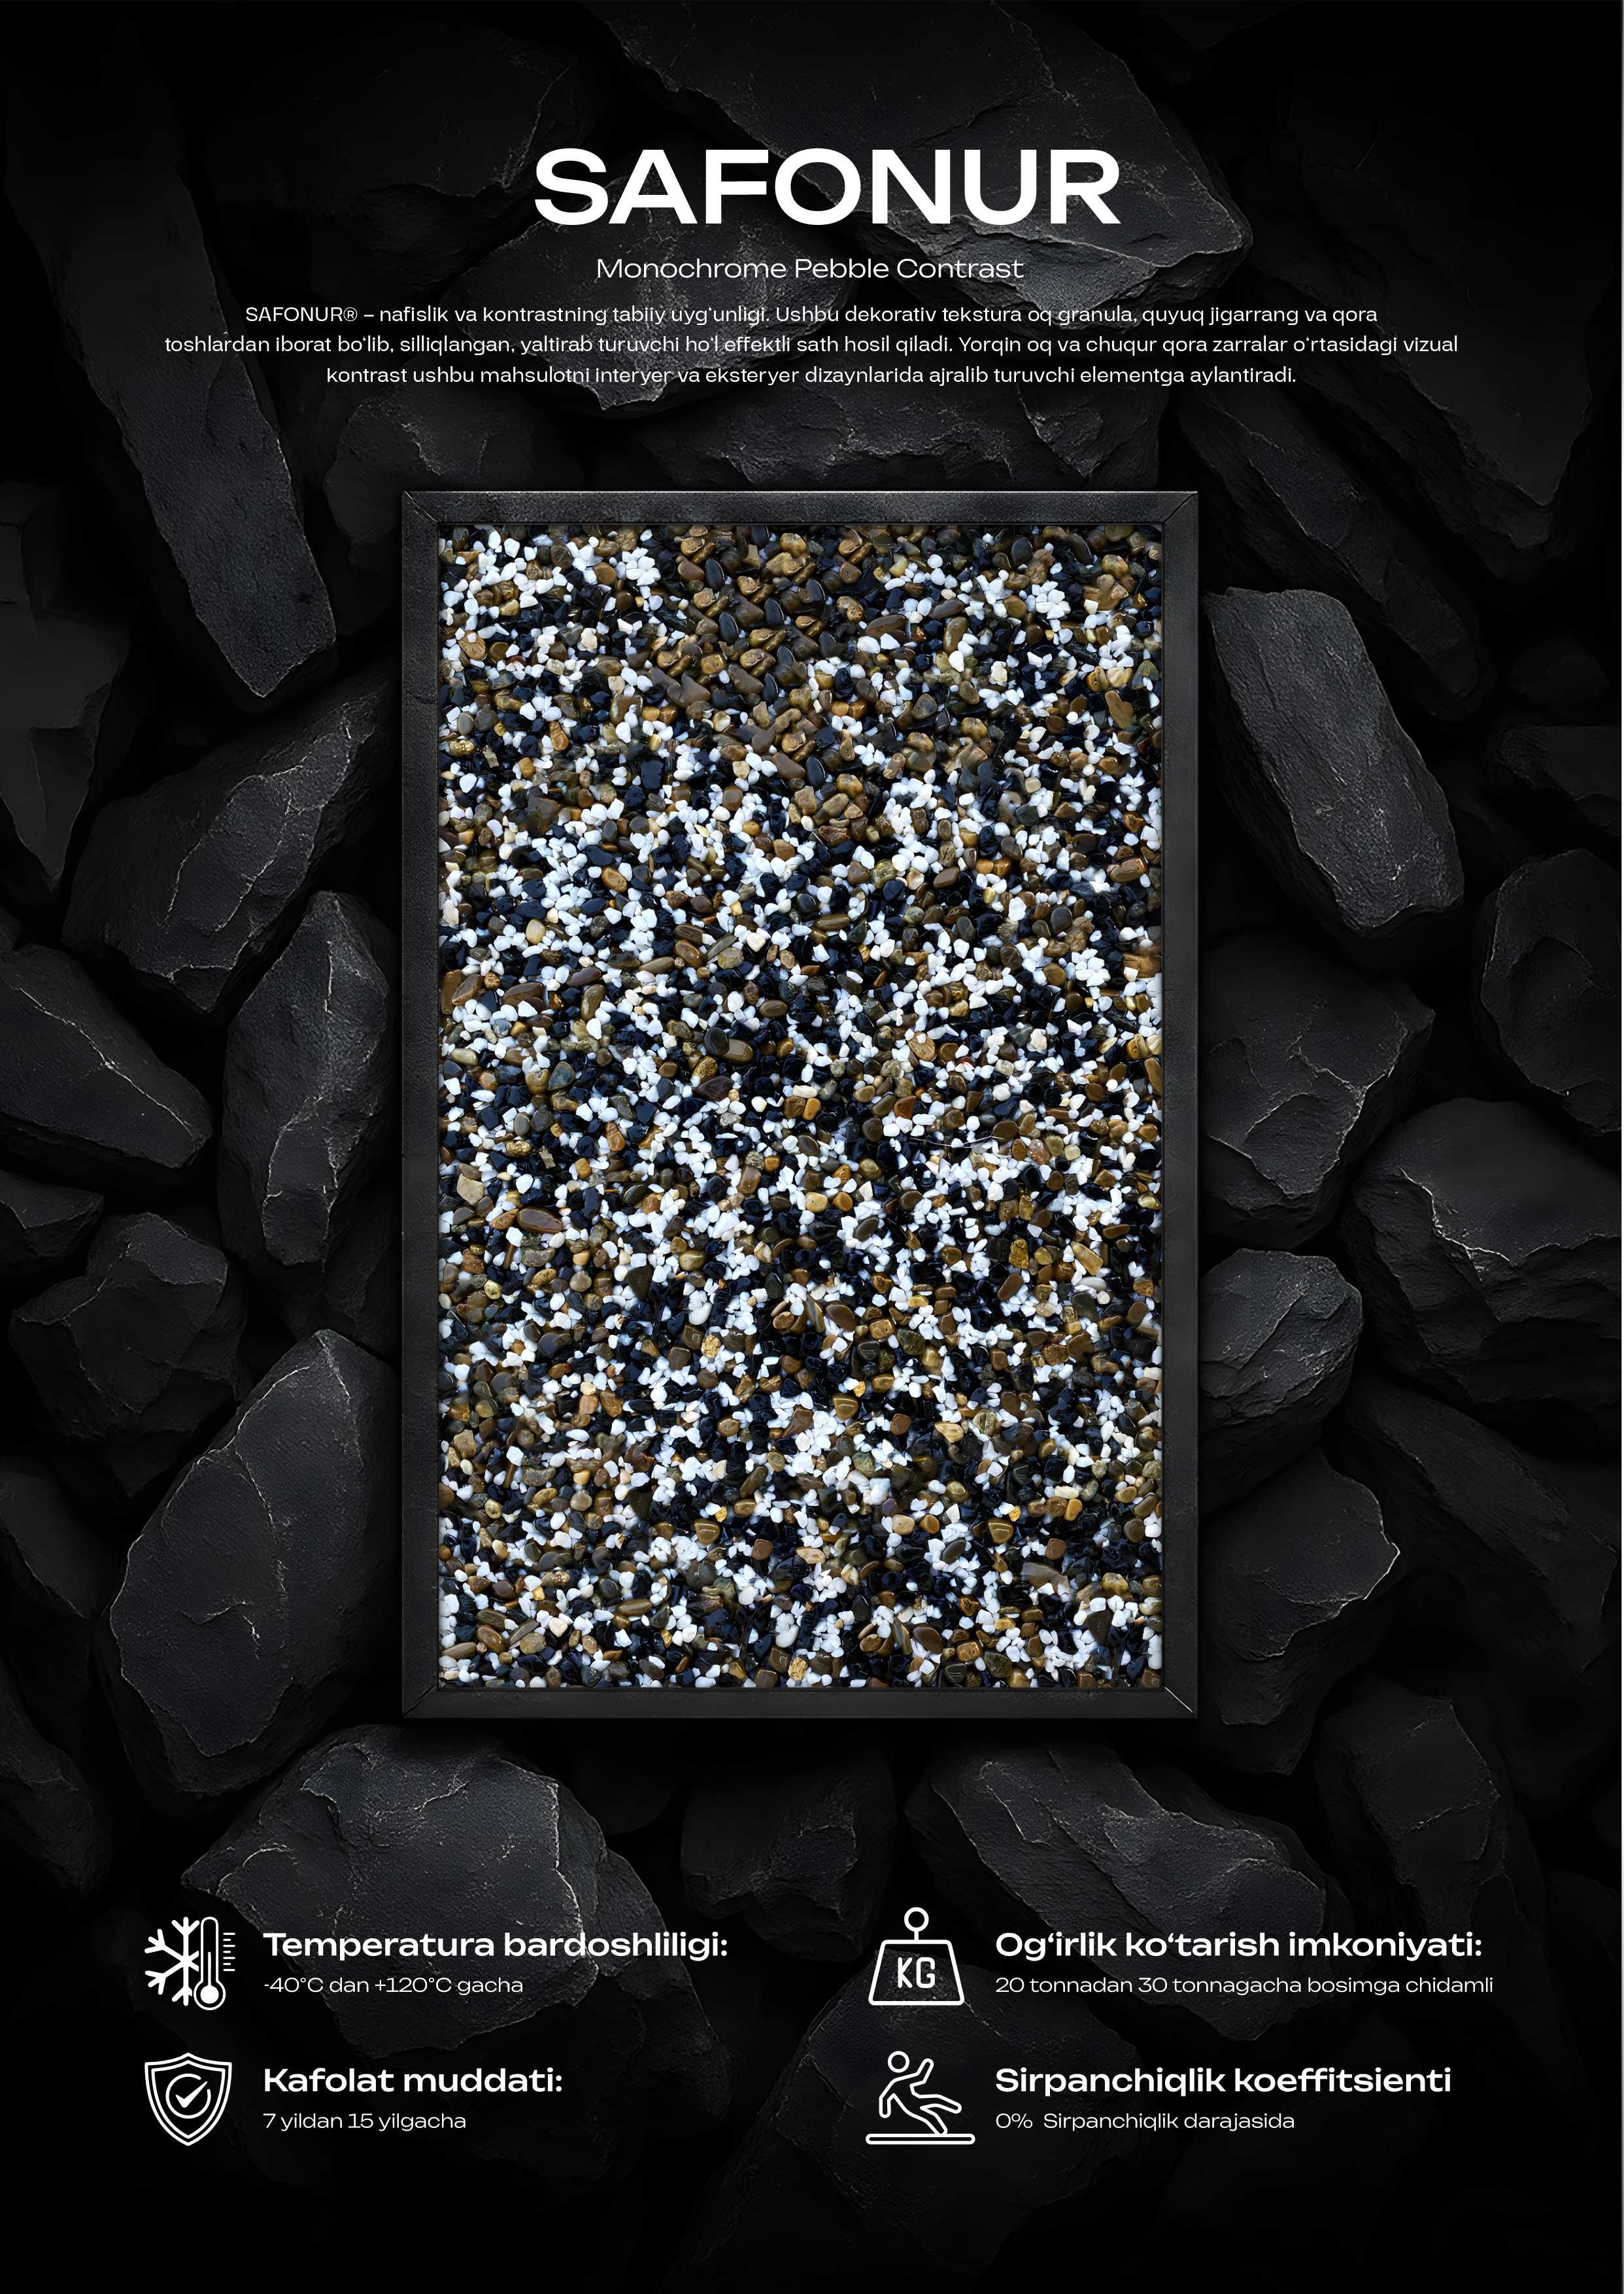 SAFONUR
Monochrome Pebble Contrast
SAFONUR® – nafislik va kontrastning tabiiy uyg‘unligi. Ushbu dekorativ tekstura oq granula, quyuq jigarrang va qora
toshlardan iborat bo‘lib, silliqlangan, yaltirab turuvchi ho‘l effektli sath hosil qiladi. Yorqin oq va chuqur qora zarralar o‘rtasidagi vizual
kontrast ushbu mahsulotni interyer va eksteryer dizaynlarida ajralib turuvchi elementga aylantiradi.
Temperatura bardoshliligi:
-40°C dan +120°C gacha
KG
Og‘irlik ko‘tarish imkoniyati:
20 tonnadan 30 tonnagacha bosimga chidamli
Kafolat muddati:
7 yildan 15 yilgacha
Sirpanchiqlik koeffitsienti
0% Sirpanchiqlik darajasida